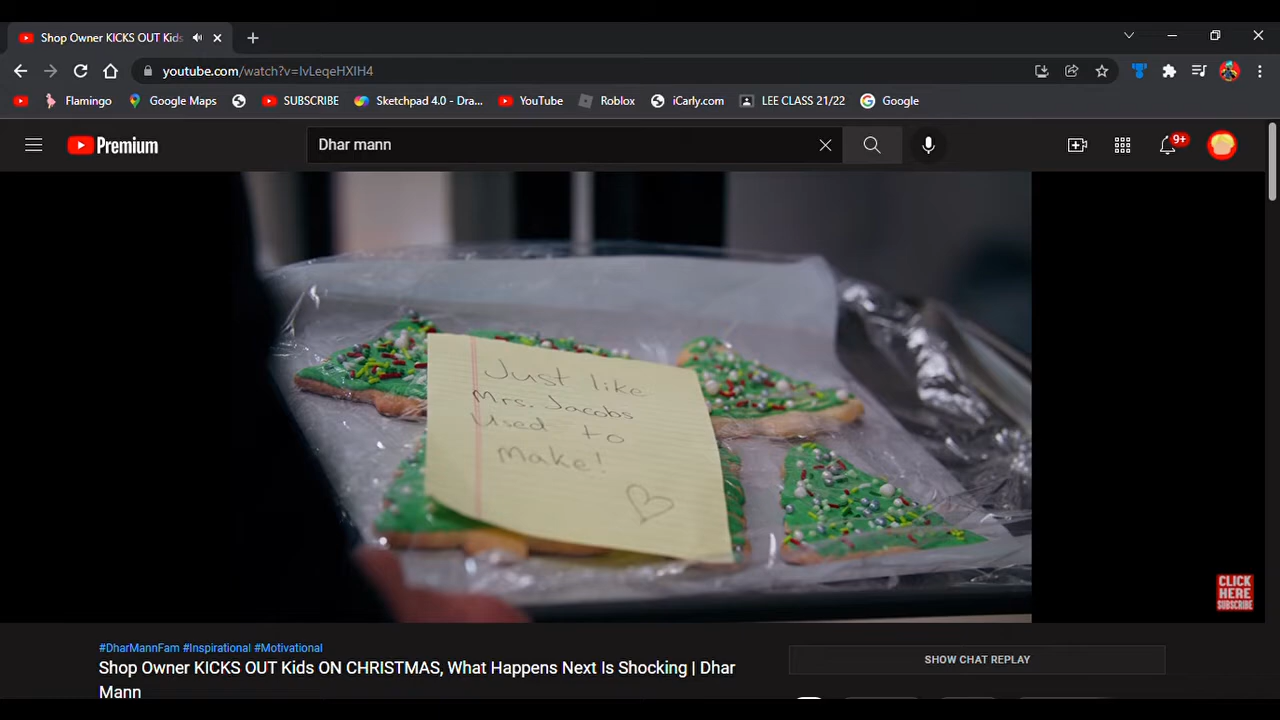 Shop Owner KICKS OUT Kids
youtube.com/watch?v=IvLeqeHXIH4
Flamingo Google Maps SUBSCRIBE Sketchpad 4.0 - Dra... YouTube Roblox iCarly.com LEE CLASS 21/22 Google
Premium Dhar mann 9+
Just like
Mrs. Jacobs
Used to
Make!
CLICK
HERE
SUBSCRIBE
#DharMannFam #Inspirational #Motivational
Shop Owner KICKS OUT Kids ON CHRISTMAS, What Happens Next Is Shocking | Dhar
Mann
SHOW CHAT REPLAY